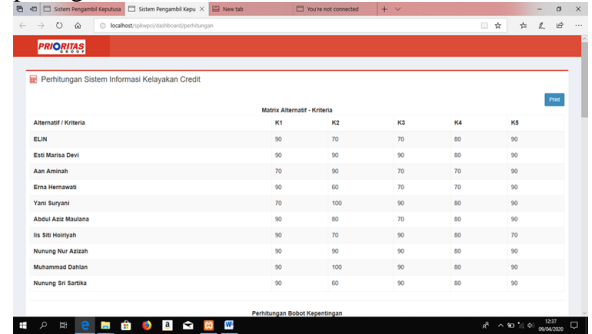 Sistem Pengambil Keputusa
Sistem Pengambil Kepu
New tab
You're not connected
localhost/spkwpci/dashboard/perhitungan
PRIORITAS
GROUP
Perhitungan Sistem Informasi Kelayakan Credit
Print
Matrix Alternatif - Kriteria
Alternatif / Kriteria K1 K2 K3 K4 K5
ELIN 90 70 70 80 90
Esti Marisa Devi 90 90 90 80 90
Aan Aminah 70 90 70 70 90
Erna Hernawati 90 60 70 70 90
Yani Suryani 70 100 90 80 90
Abdul Aziz Maulana 90 80 70 80 90
Iis Siti Hoiriyah 90 70 90 80 70
Nunung Nur Azizah 90 90 90 80 90
Muhammad Dahlan 90 100 90 80 90
Nunung Sri Sartika 90 60 90 80 90
Perhitungan Bobot Kepentingan
12:37
09/04/2020